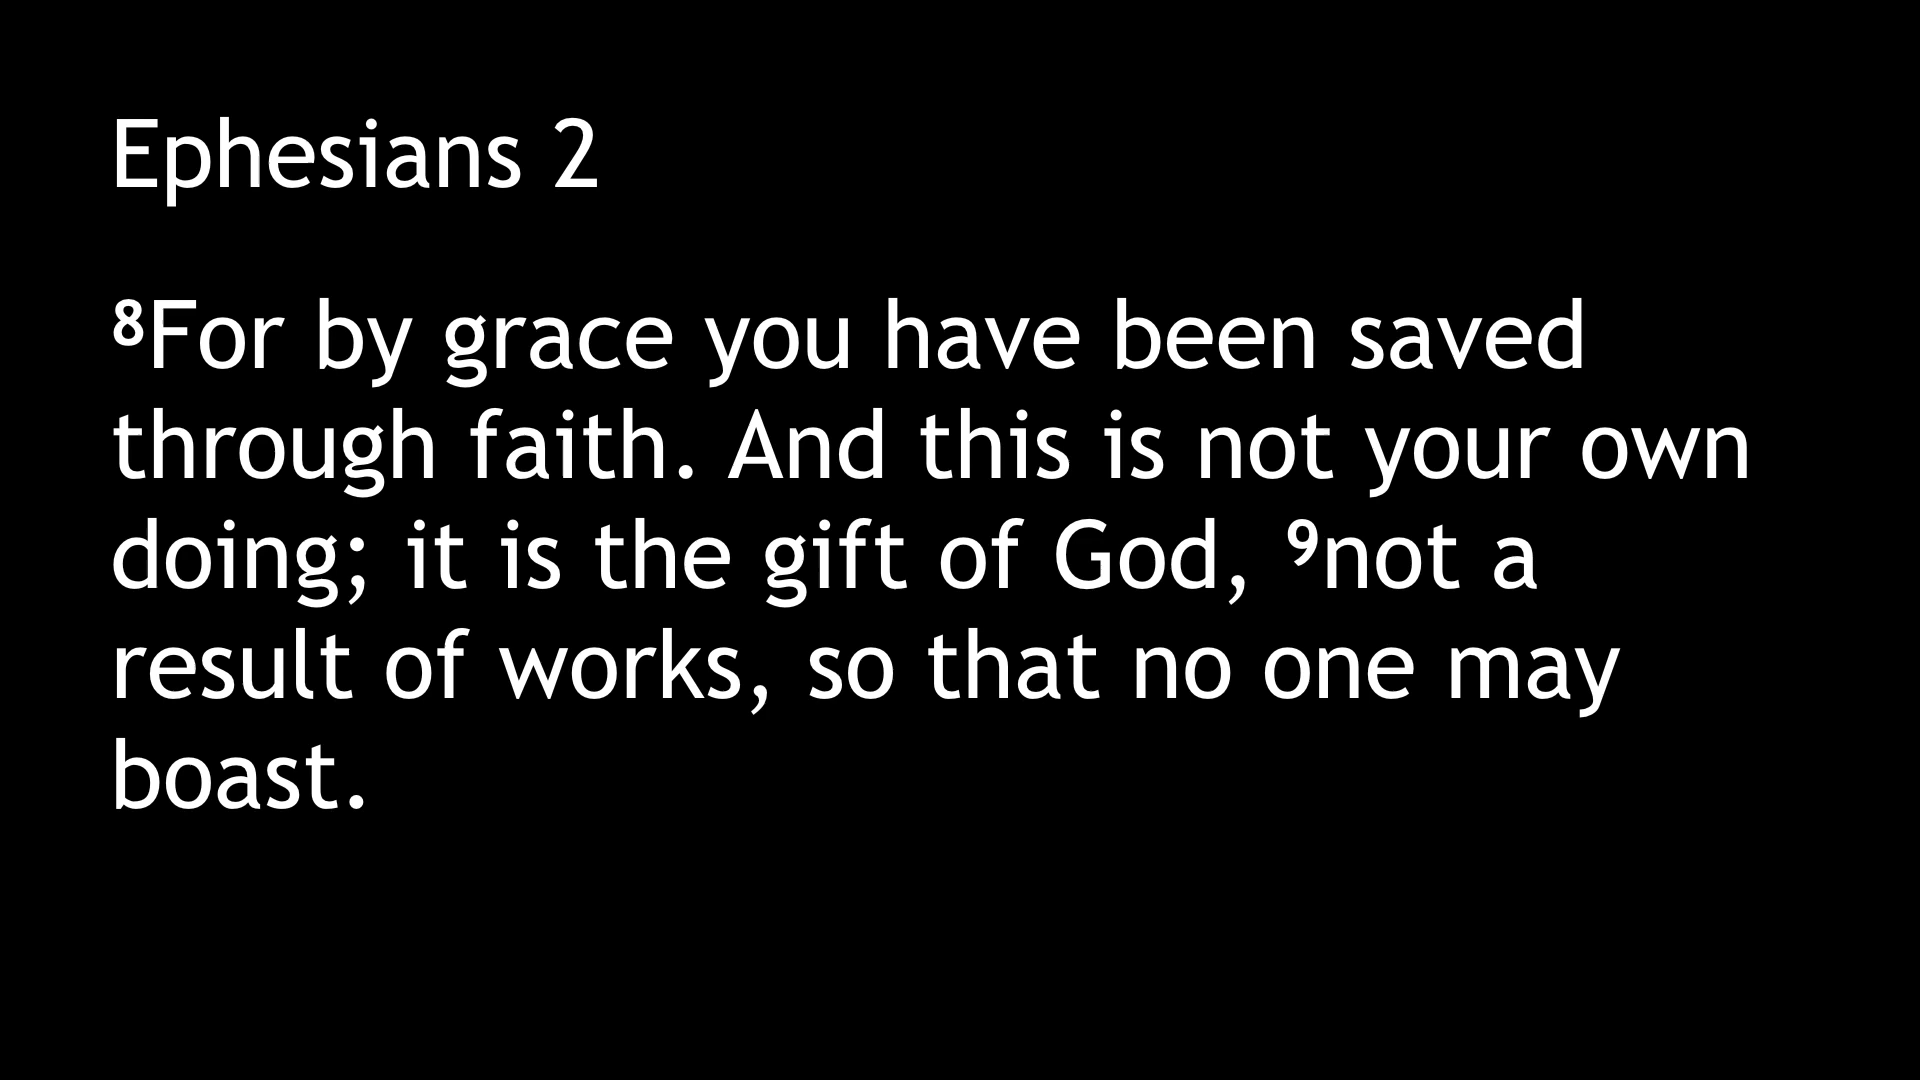 Ephesians 2
⁸For by grace you have been saved
through faith. And this is not your own
doing; it is the gift of God, ⁹not a
result of works, so that no one may
boast.